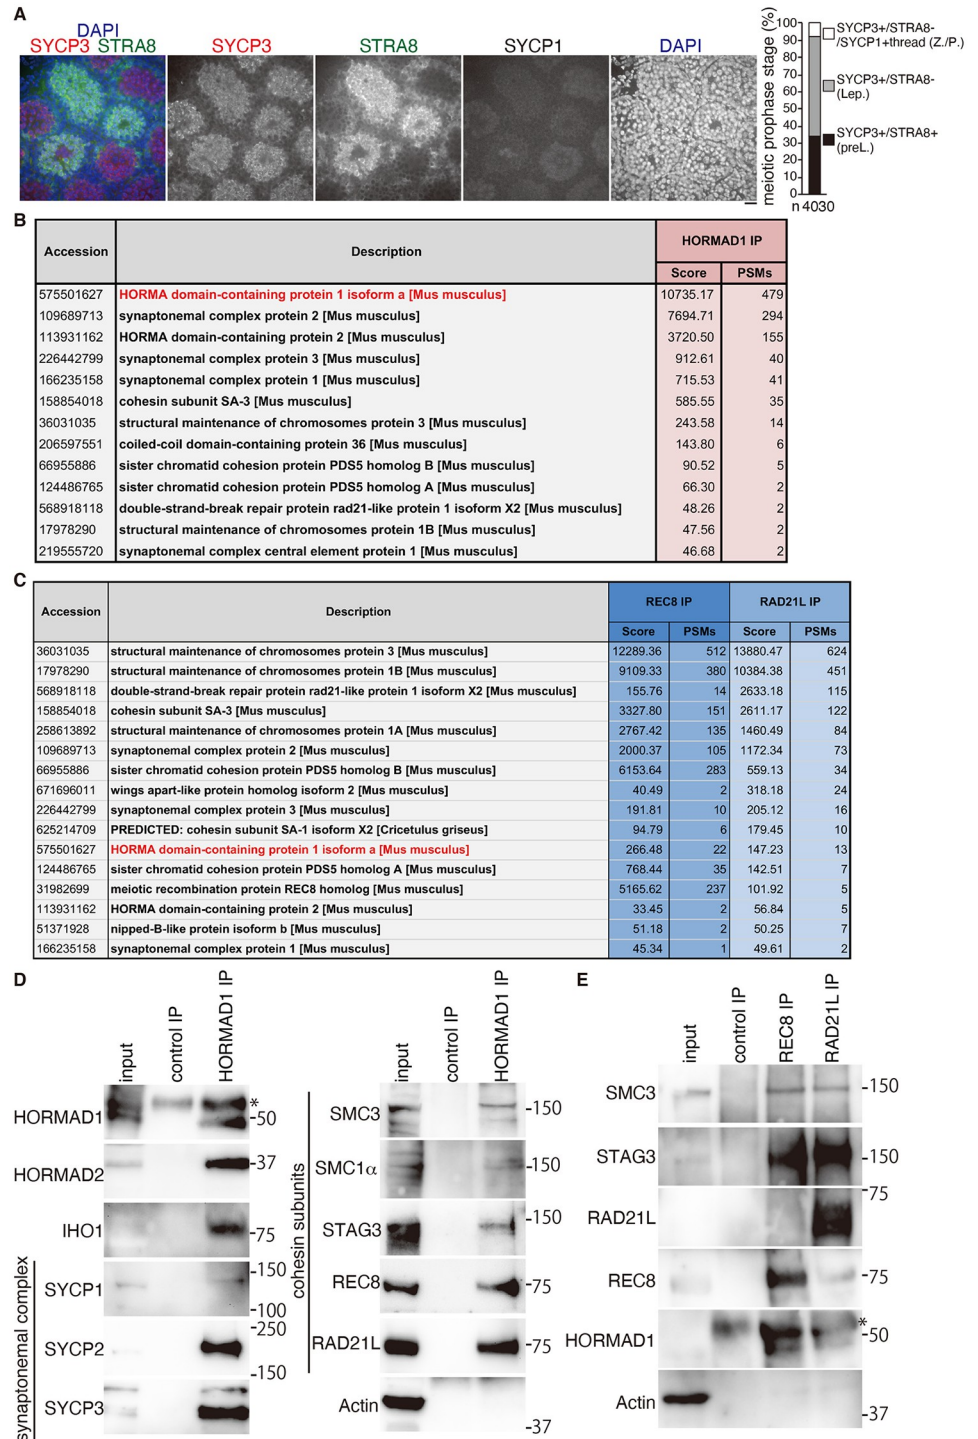 A
DAPI
SYCP3 STRA8
SYCP3
STRA8
SYCP1
DAPI
meiotic prophase stage (%)
100
90
80
70
60
50
40
30
20
10
0
n 4030
SYCP3+/STRA8-
/SYCP1+thread (Z./P.)
SYCP3+/STRA8-
(Lep.)
SYCP3+/STRA8+
(preL.)
B
Accession Description HORMAD1 IP
Score PSMs
575501627 HORMA domain-containing protein 1 isoform a [Mus musculus] 10735.17 479
109689713 synaptonemal complex protein 2 [Mus musculus] 7694.71 294
113931162 HORMA domain-containing protein 2 [Mus musculus] 3720.50 155
226442799 synaptonemal complex protein 3 [Mus musculus] 912.61 40
166235158 synaptonemal complex protein 1 [Mus musculus] 715.53 41
158854018 cohesin subunit SA-3 [Mus musculus] 585.55 35
36031035 structural maintenance of chromosomes protein 3 [Mus musculus] 243.58 14
206597551 coiled-coil domain-containing protein 36 [Mus musculus] 143.80 6
66955886 sister chromatid cohesion protein PDS5 homolog B [Mus musculus] 90.52 5
124486765 sister chromatid cohesion protein PDS5 homolog A [Mus musculus] 66.30 2
568918118 double-strand-break repair protein rad21-like protein 1 isoform X2 [Mus musculus] 48.26 2
17978290 structural maintenance of chromosomes protein 1B [Mus musculus] 47.56 2
219555720 synaptonemal complex central element protein 1 [Mus musculus] 46.68 2
C
Accession Description REC8 IP RAD21L IP
Score PSMs Score PSMs
36031035 structural maintenance of chromosomes protein 3 [Mus musculus] 12289.36 512 13880.47 624
17978290 structural maintenance of chromosomes protein 1B [Mus musculus] 9109.33 380 10384.38 451
568918118 double-strand-break repair protein rad21-like protein 1 isoform X2 [Mus musculus] 155.76 14 2633.18 115
158854018 cohesin subunit SA-3 [Mus musculus] 3327.80 151 2611.17 122
258613892 structural maintenance of chromosomes protein 1A [Mus musculus] 2767.42 135 1460.49 84
109689713 synaptonemal complex protein 2 [Mus musculus] 2000.37 105 1172.34 73
66955886 sister chromatid cohesion protein PDS5 homolog B [Mus musculus] 6153.64 283 559.13 34
671696011 wings apart-like protein homolog isoform 2 [Mus musculus] 40.49 2 318.18 24
226442799 synaptonemal complex protein 3 [Mus musculus] 191.81 10 205.12 16
625214709 PREDICTED: cohesin subunit SA-1 isoform X2 [Cricetulus griseus] 94.79 6 179.45 10
575501627 HORMA domain-containing protein 1 isoform a [Mus musculus] 266.48 22 147.23 13
124486765 sister chromatid cohesion protein PDS5 homolog A [Mus musculus] 768.44 35 142.51 7
31982699 meiotic recombination protein REC8 homolog [Mus musculus] 5165.62 237 101.92 5
113931162 HORMA domain-containing protein 2 [Mus musculus] 33.45 2 56.84 5
51371928 nipped-B-like protein isoform b [Mus musculus] 51.18 2 50.25 7
166235158 synaptonemal complex protein 1 [Mus musculus] 45.34 1 49.61 2
D
input control IP HORMAD1 IP
HORMAD1 * -50
HORMAD2 -37
IHO1 -75
synaptonemal complex
SYCP1 -150 -100
SYCP2 -250 -150
SYCP3
input control IP HORMAD1 IP
cohesin subunits
SMC3 -150
SMC1α -150
STAG3 -150
REC8 -75
RAD21L -75
Actin -37
E
input control IP REC8 IP RAD21L IP
SMC3 -150
STAG3 -150
RAD21L -75
REC8 -75
HORMAD1 * -50
Actin -37